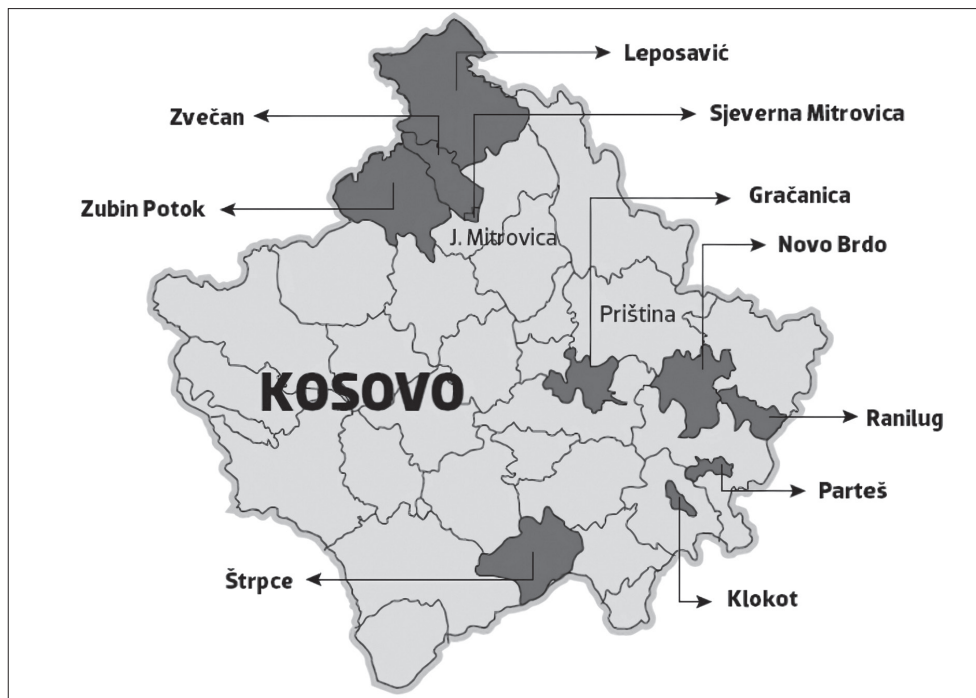 Leposavić
Zvečan
Sjeverna Mitrovica
Gračanica
Zubin Potok
J. Mitrovica
Novo Brdo
Priština
KOSOVO
Ranilug
Parteš
Štrpce
Klokot